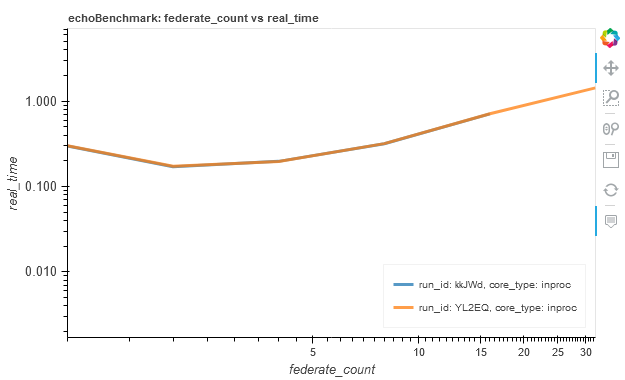 echoBenchmark: federate_count vs real_time
real_time
1.000
0.100
0.010
run_id: kkJWd, core_type: inproc
run_id: YL2EQ, core_type: inproc
5
10
15
20
25
30
federate_count